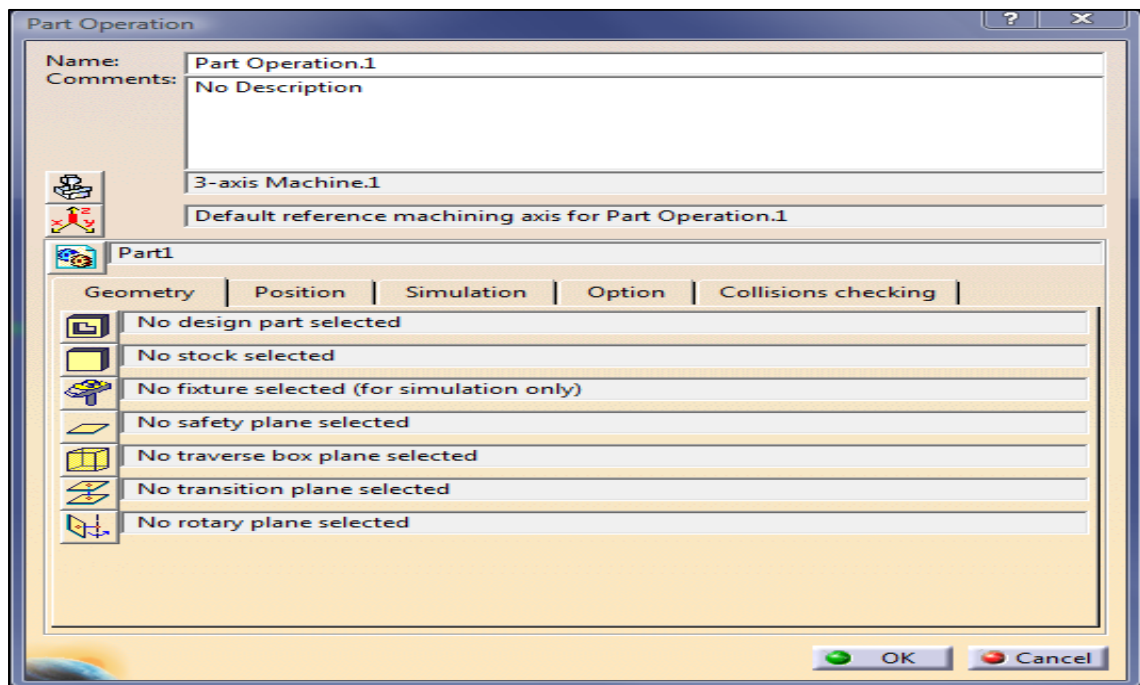 Part Operation
Name: Part Operation.1
Comments: No Description
3-axis Machine.1
Default reference machining axis for Part Operation.1
Part1
Geometry Position Simulation Option Collisions checking
No design part selected
No stock selected
No fixture selected (for simulation only)
No safety plane selected
No traverse box plane selected
No transition plane selected
No rotary plane selected
OK Cancel